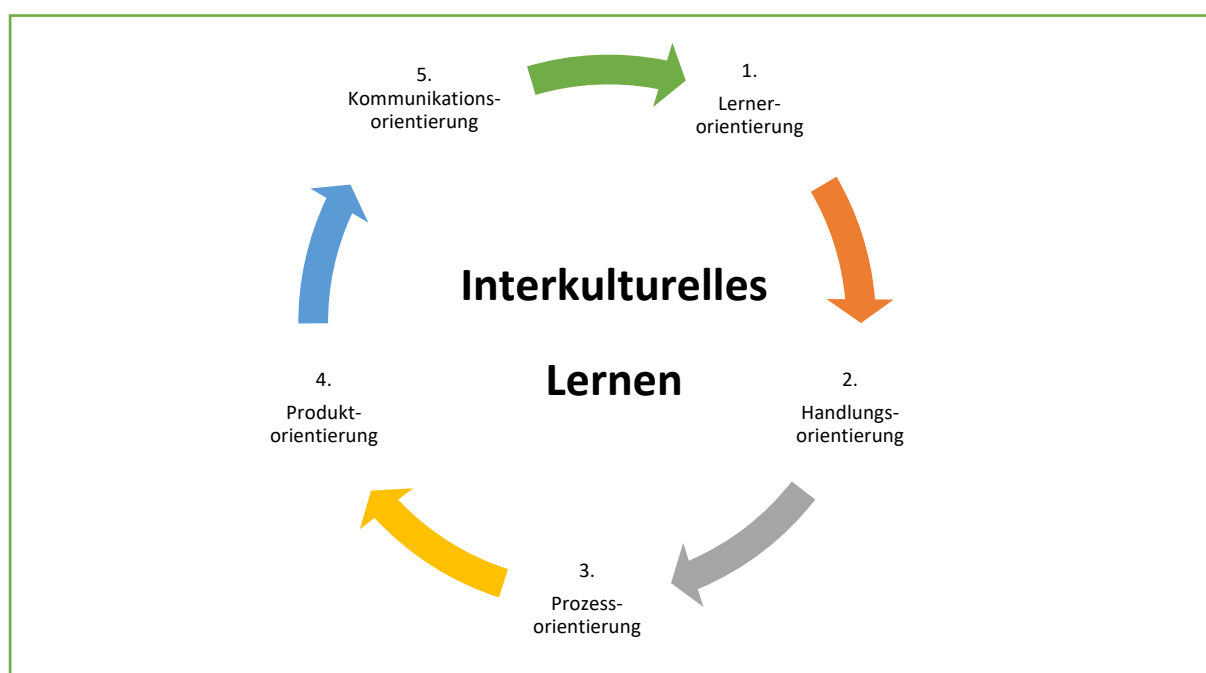 1.
Lerner-
orientierung
2.
Handlungs-
orientierung
3.
Prozess-
orientierung
4.
Produkt-
orientierung
5.
Kommunikations-
orientierung
Interkulturelles
Lernen